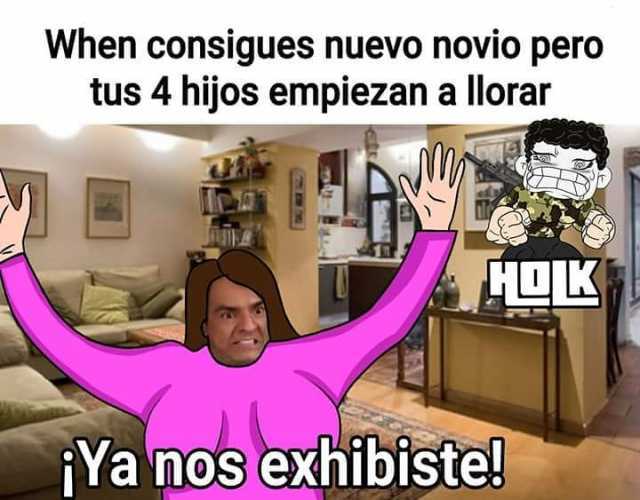 When consigues nuevo novio pero
tus 4 hijos empiezan a llorar
HOLK
¡Ya nos exhibiste!